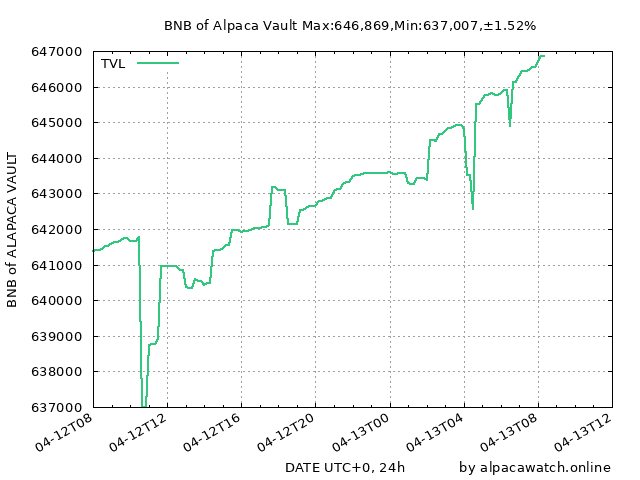 BNB of Alpaca Vault Max:646,869,Min:637,007,±1.52%
TVL
BNB of ALAPACA VAULT
647000
646000
645000
644000
643000
642000
641000
640000
639000
638000
637000
04-12T08
04-12T12
04-12T16
04-12T20
04-13T00
04-13T04
04-13T08
04-13T12
DATE UTC+0, 24h
by alpacawatch.online